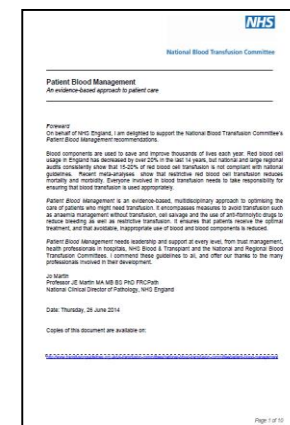 NHS
National Blood Transfusion Committee
Patient Blood Management
An evidence-based approach to patient care
Foreword
On behalf of NHS England, I am delighted to support the National Blood Transfusion Committee's
Patient Blood Management recommendations.
Blood components are used to save and improve thousands of lives each year. Red blood cell
usage in England has decreased by over 20% in the last 14 years, but national and large regional
audits consistently show that 15-20% of red blood cell transfusion is not compliant with national
guidelines. Recent meta-analyses show that restrictive red blood cell transfusion reduces
mortality and morbidity. Everyone involved in blood transfusion needs to take responsibility for
ensuring that blood transfusion is used appropriately.
Patient Blood Management is an evidence-based, multidisciplinary approach to optimising the
care of patients who might need transfusion. It encompasses measures to avoid transfusion such
as anaemia management without transfusion, cell salvage and the use of anti-fibrinolytic drugs to
reduce bleeding as well as restrictive transfusion. It ensures that patients receive the optimal
treatment, and that avoidable, inappropriate use of blood and blood components is reduced.
Patient Blood Management needs leadership and support at every level, from trust management,
health professionals in hospitals, NHS Blood & Transplant and the National and Regional Blood
Transfusion Committees. I commend these guidelines to all, and offer our thanks to the many
professionals involved in their development.
Jo Martin
Professor JE Martin MA MB BS PhD FRCPath
National Clinical Director of Pathology, NHS England
Date: Thursday, 26 June 2014
Copies of this document are available on:
Page 1 of 10